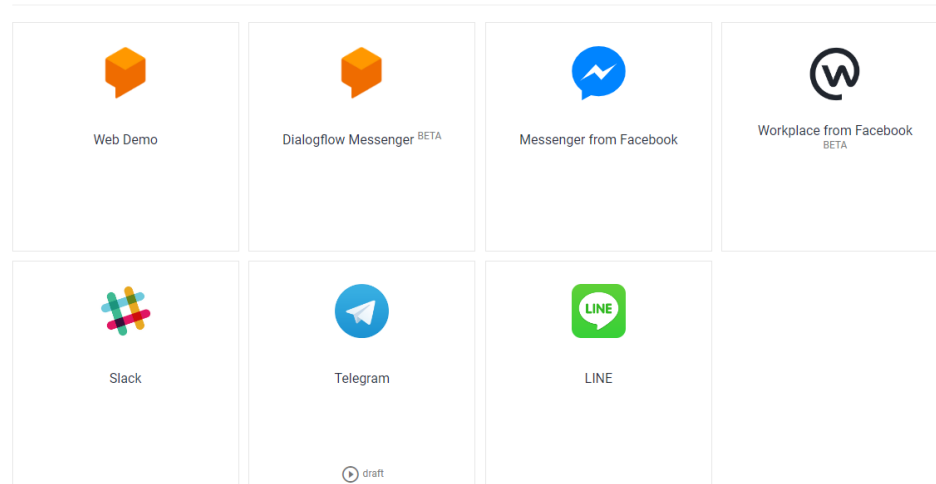 Web Demo
Dialogflow Messenger BETA
Messenger from Facebook
Workplace from Facebook
BETA
Slack
Telegram
LINE
LINE
draft